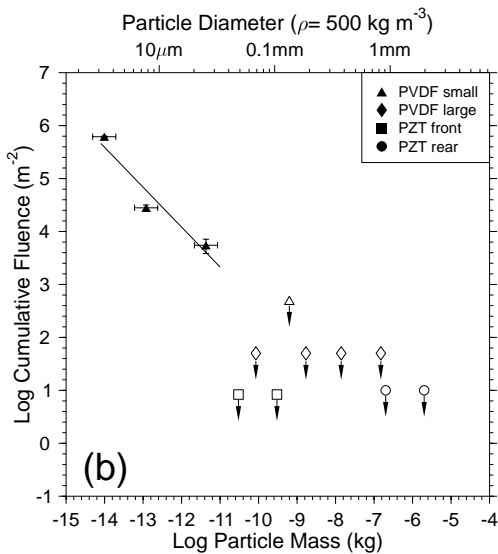 Particle Diameter (ρ= 500 kg m⁻³)
10μm 0.1mm 1mm
PVDF small
PVDF large
PZT front
PZT rear
Log Cumulative Fluence (m⁻²)
7
6
5
4
3
2
1
0
-1
(b)
-15 -14 -13 -12 -11 -10 -9 -8 -7 -6 -5 -4
Log Particle Mass (kg)